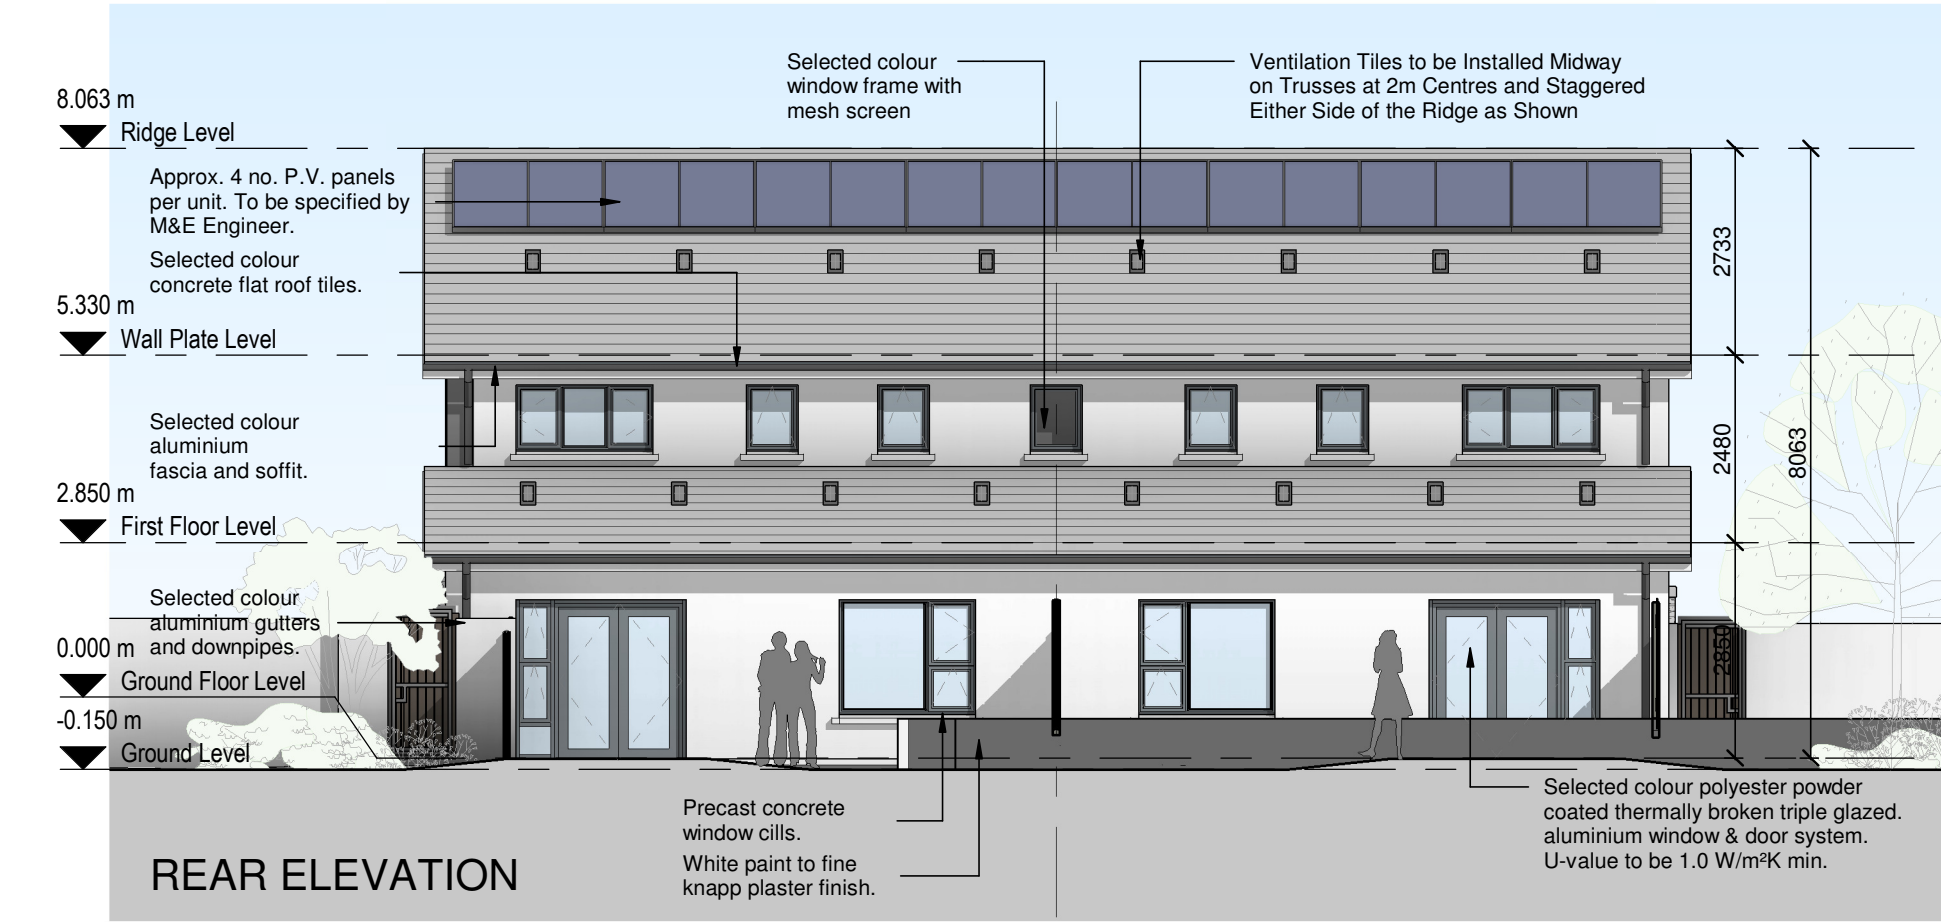 8.063 m
Ridge Level
Approx. 4 no. P.V. panels
per unit. To be specified by
M&E Engineer.
Selected colour
concrete flat roof tiles.
5.330 m
Wall Plate Level
Selected colour
aluminium
fascia and soffit.
2.850 m
First Floor Level
Selected colour
aluminium gutters
and downpipes.
0.000 m
Ground Floor Level
-0.150 m
Ground Level
Selected colour
window frame with
mesh screen
Ventilation Tiles to be Installed Midway
on Trusses at 2m Centres and Staggered
Either Side of the Ridge as Shown
2733
2480
8063
2850
Precast concrete
window cills.
White paint to fine
knapp plaster finish.
Selected colour polyester powder
coated thermally broken triple glazed.
aluminium window & door system.
U-value to be 1.0 W/m²K min.
REAR ELEVATION